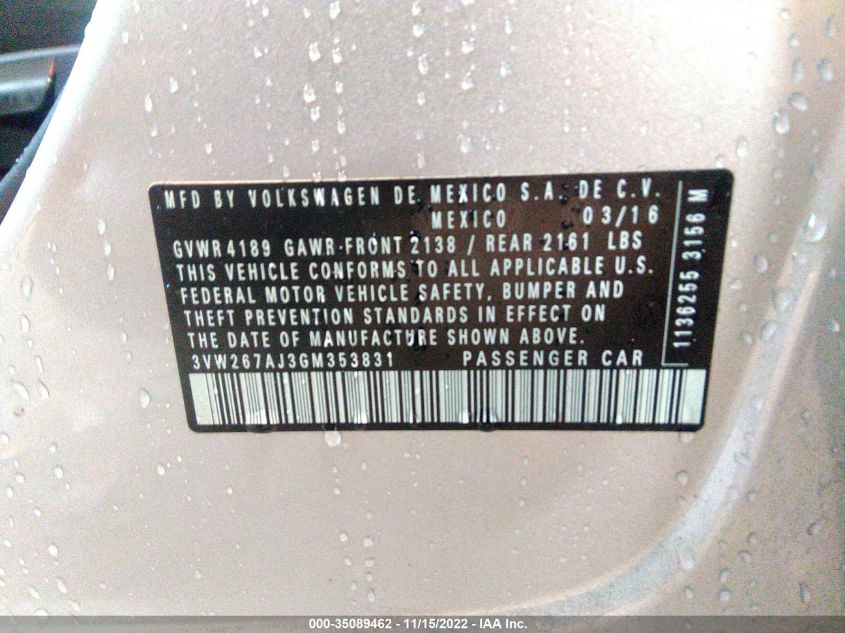 MFD BY VOLKSWAGEN DE MEXICO S.A. DE C.V.
MEXICO 03/16
GVWR 4189 GAWR FRONT 2138 / REAR 2161 LBS
THIS VEHICLE CONFORMS TO ALL APPLICABLE U.S.
FEDERAL MOTOR VEHICLE SAFETY, BUMPER AND
THEFT PREVENTION STANDARDS IN EFFECT ON
THE DATE OF MANUFACTURE SHOWN ABOVE.
3VW267AJ3GM353831 PASSENGER CAR
1136255 3156 M
000-35089462 - 11/15/2022 - IAA Inc.